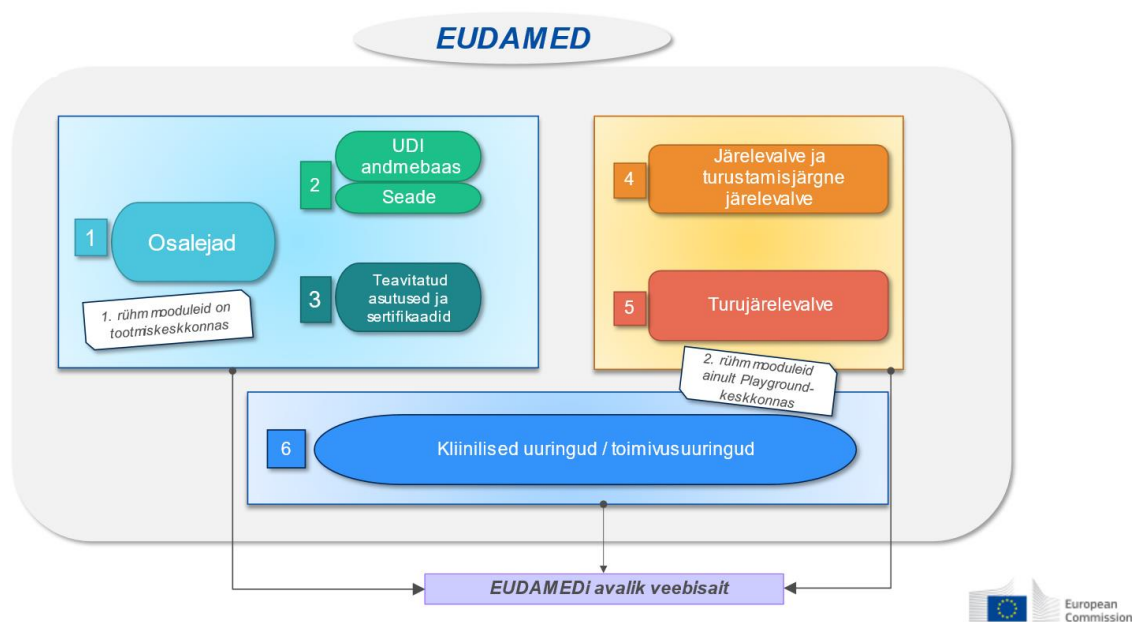 EUDAMED
1
Osalejad
2
UDI
andmebaas
Seade
3
Teavitatud
asutused ja
sertifikaadid
1. rühm mooduleid on
tootmiskeskkonnas
4
Järelevalve ja
turustamisjärgne
järelevalve
5
Turujärelevalve
2. rühm mooduleid
ainult Playground-
keskkonnas
6
Kliinilised uuringud / toimivusuuringud
EUDAMEDi avalik veebisait
European
Commission